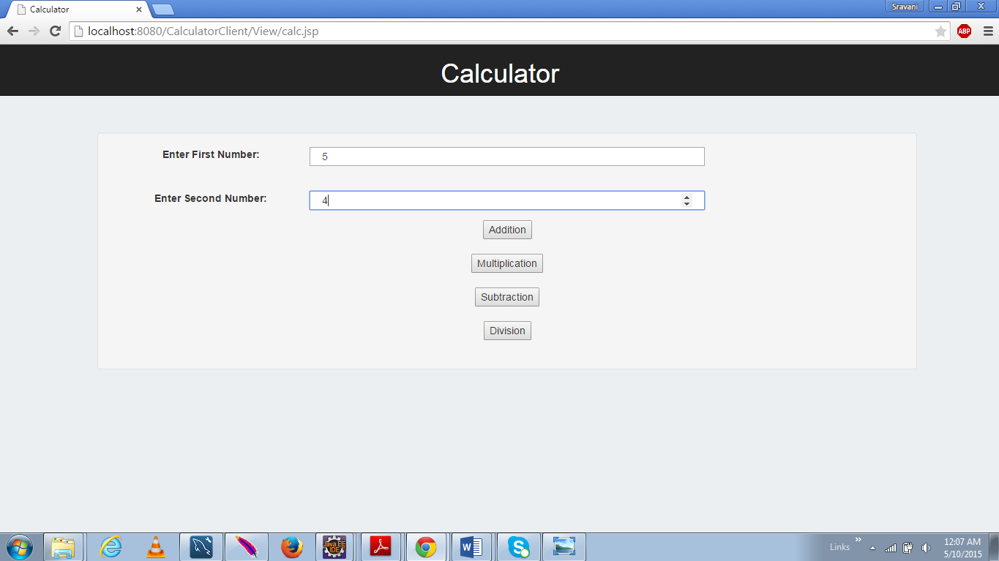 Calculator
Sravani
localhost:8080/CalculatorClient/View/calc.jsp
ABP
Calculator
Enter First Number: 5
Enter Second Number: 4
Addition
Multiplication
Subtraction
Division
Java EE
IDE
Links
12:07 AM
5/10/2015